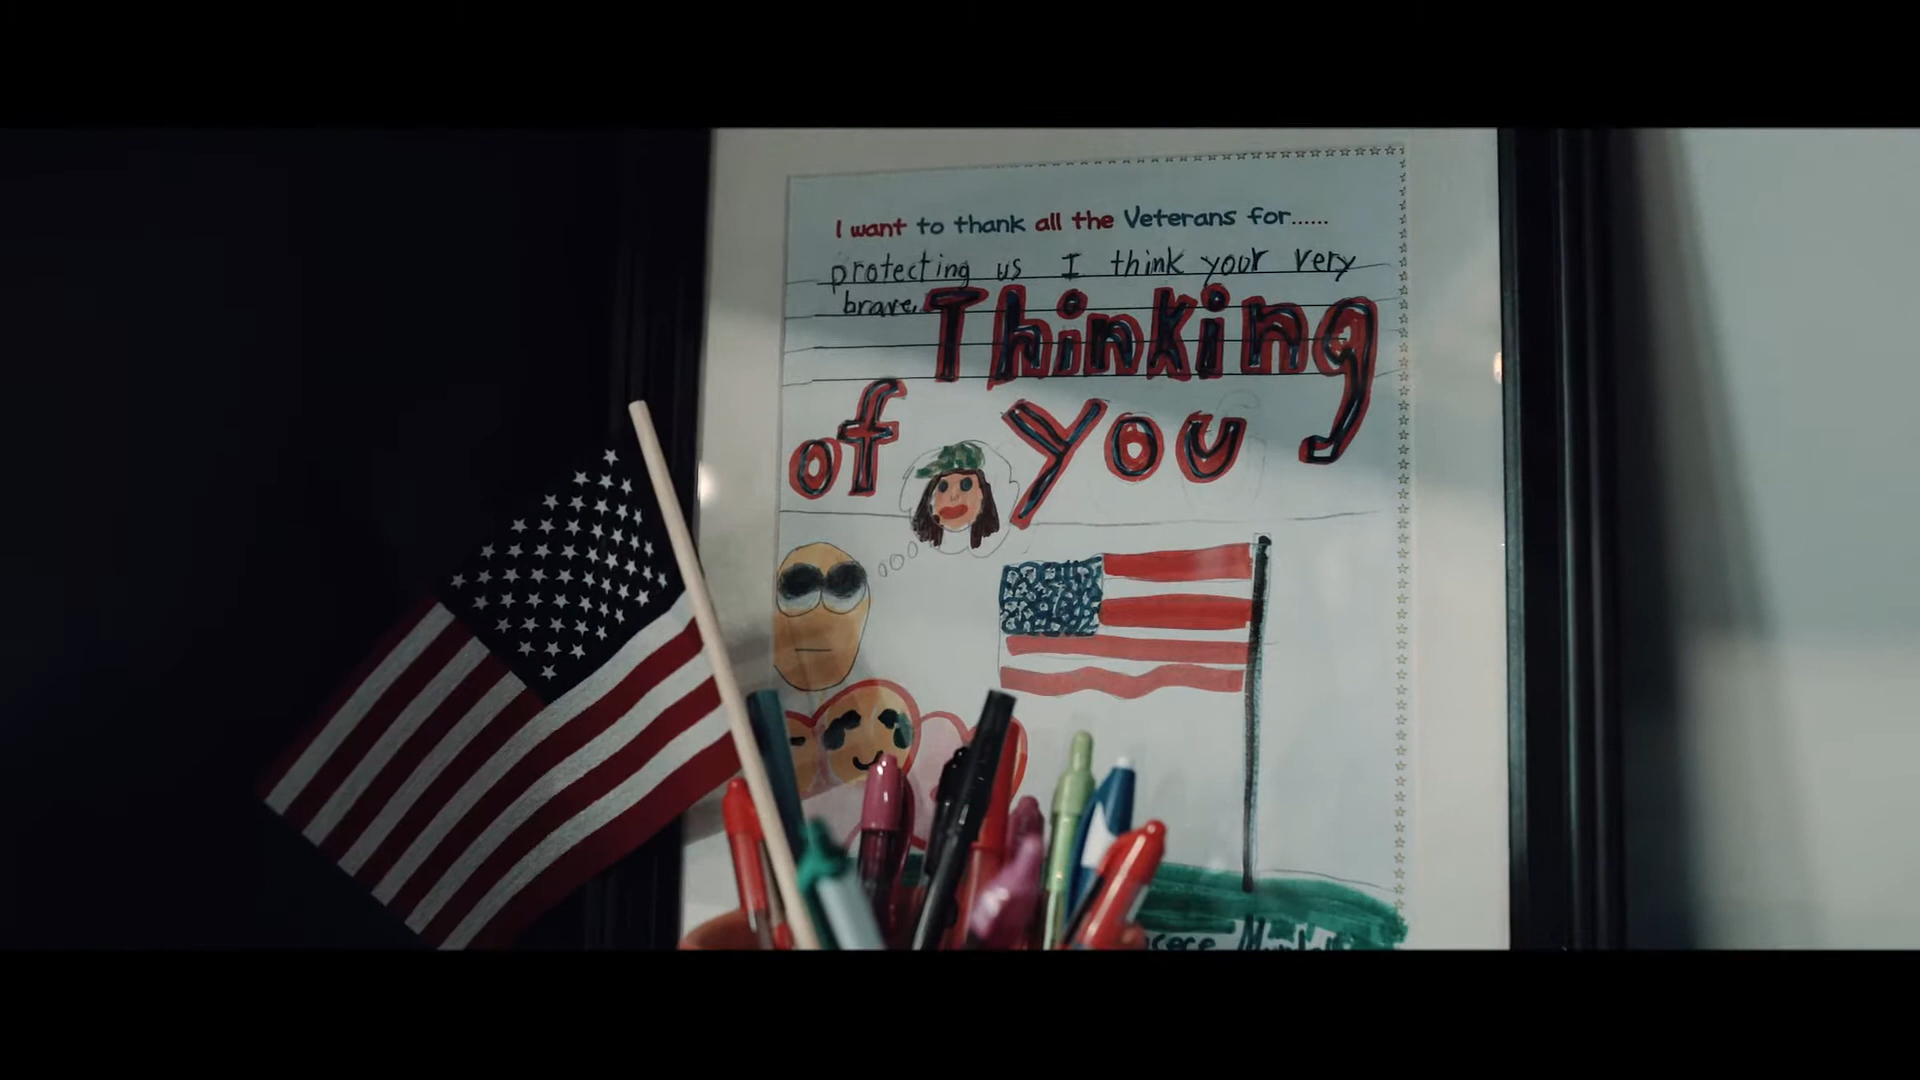 I want to thank all the Veterans for......
protecting us I think your very
brave.
Thinking
of you